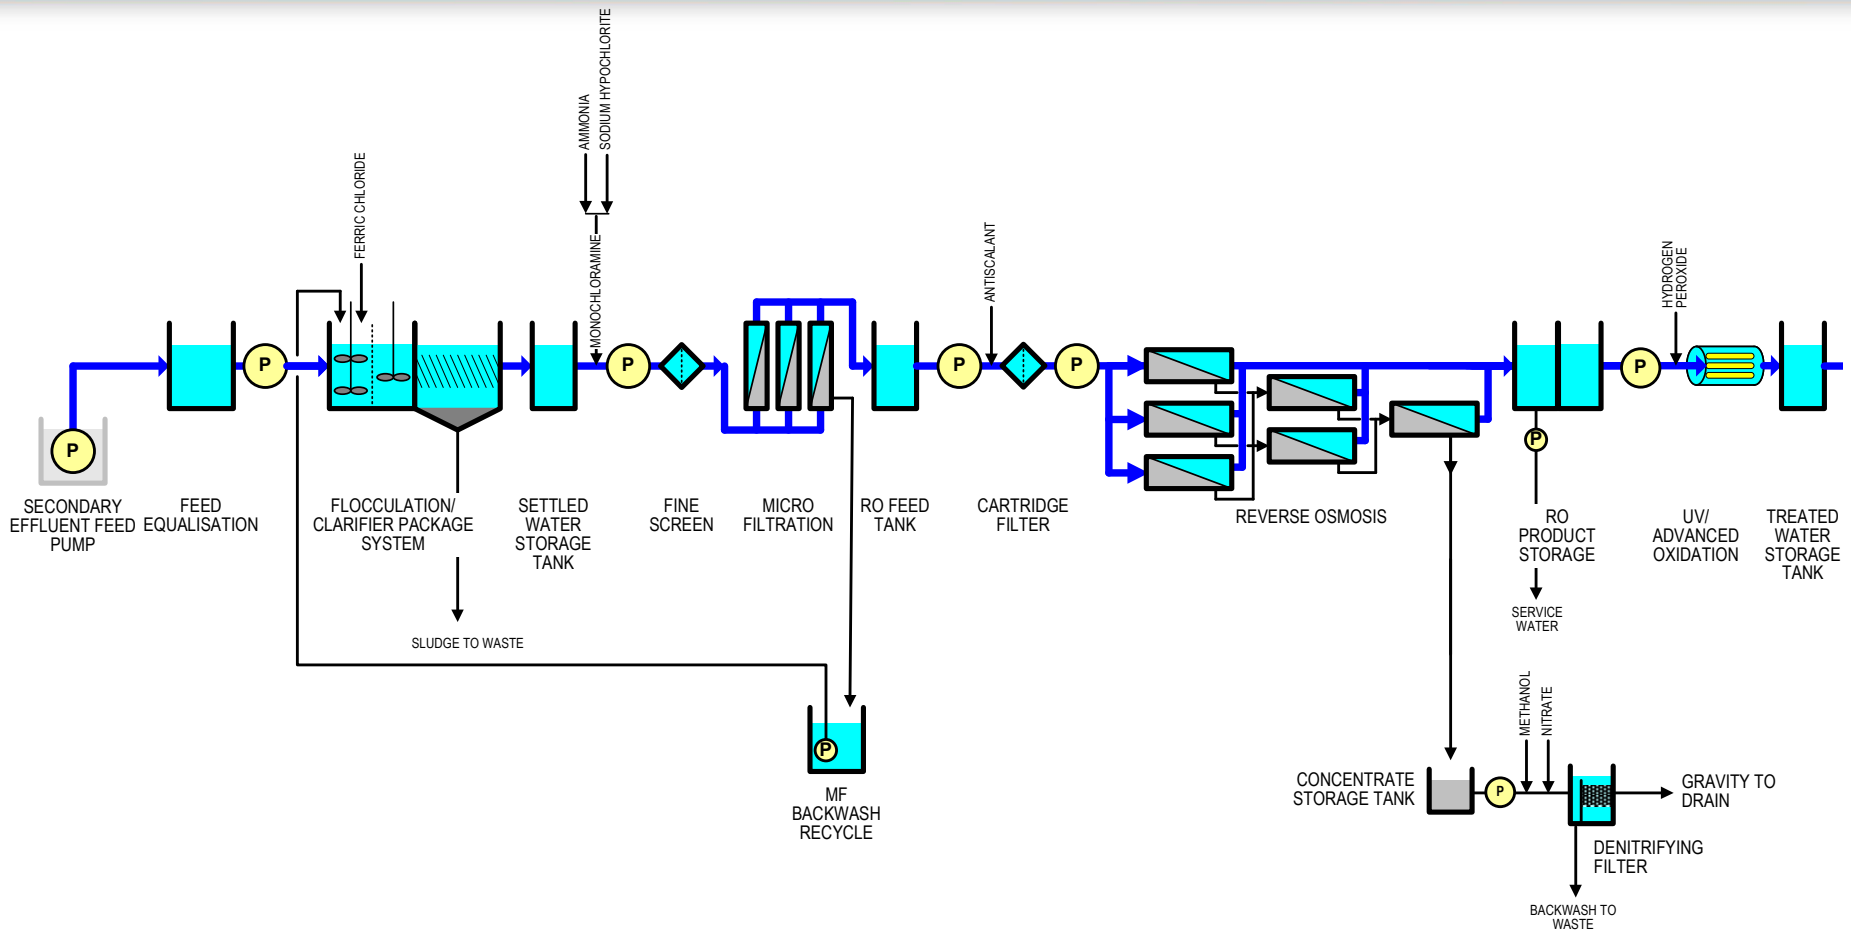 AMMONIA
SODIUM HYPOCHLORITE
FERRIC CHLORIDE
MONOCHLORAMINE
ANTISCALANT
HYDROGEN
PEROXIDE
P
P
P
P
P
P
P
P
SECONDARY
EFFLUENT FEED
PUMP
FEED
EQUALISATION
FLOCCULATION/
CLARIFIER PACKAGE
SYSTEM
SETTLED
WATER
STORAGE
TANK
FINE
SCREEN
MICRO
FILTRATION
RO FEED
TANK
CARTRIDGE
FILTER
REVERSE OSMOSIS
RO
PRODUCT
STORAGE
UV/
ADVANCED
OXIDATION
TREATED
WATER
STORAGE
TANK
SLUDGE TO WASTE
SERVICE
WATER
P
MF
BACKWASH
RECYCLE
METHANOL
NITRATE
CONCENTRATE
STORAGE TANK
P
GRAVITY TO
DRAIN
DENITRIFYING
FILTER
BACKWASH TO
WASTE